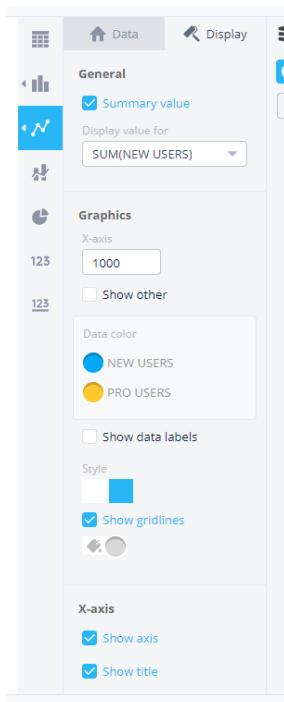 Data
Display
General
Summary value
Display value for
SUM(NEW USERS)
Graphics
X-axis
1000
123
Show other
123
Data color
NEW USERS
PRO USERS
Show data labels
Style
Show gridlines
X-axis
Show axis
Show title